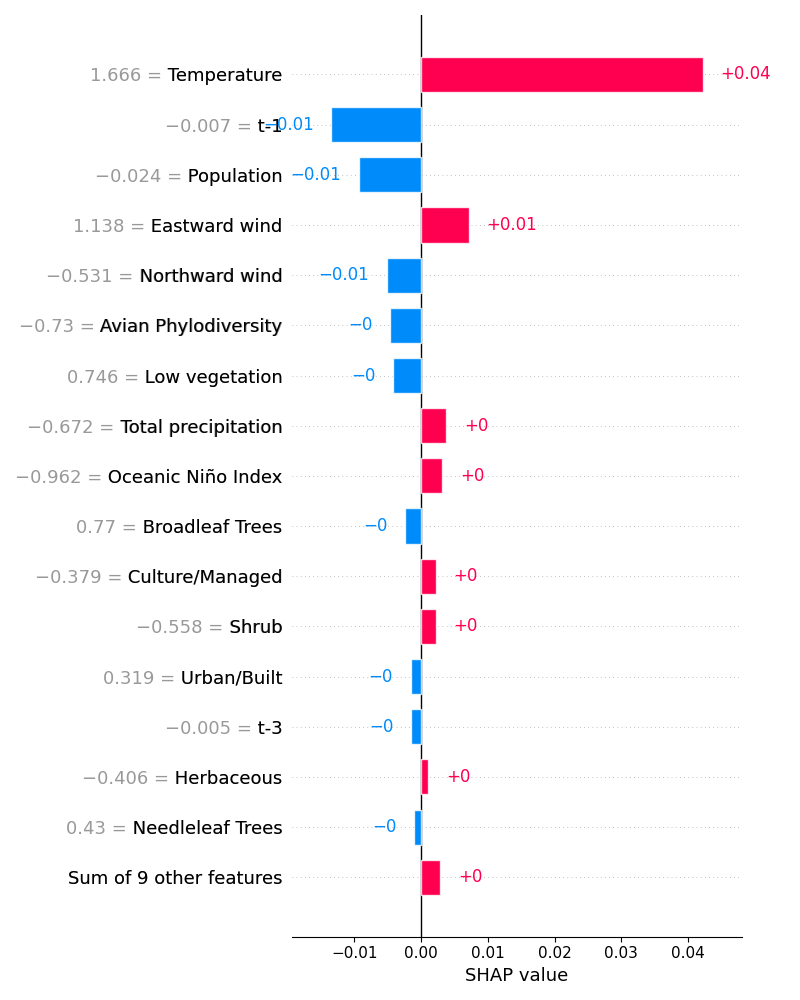 1.666 = Temperature +0.04
−0.007 = t-1 −0.01
−0.024 = Population −0.01
1.138 = Eastward wind +0.01
−0.531 = Northward wind −0.01
−0.73 = Avian Phylodiversity −0
0.746 = Low vegetation −0
−0.672 = Total precipitation +0
−0.962 = Oceanic Niño Index +0
0.77 = Broadleaf Trees −0
−0.379 = Culture/Managed +0
−0.558 = Shrub +0
0.319 = Urban/Built −0
−0.005 = t-3 −0
−0.406 = Herbaceous +0
0.43 = Needleleaf Trees −0
Sum of 9 other features +0
−0.01 0.00 0.01 0.02 0.03 0.04
SHAP value